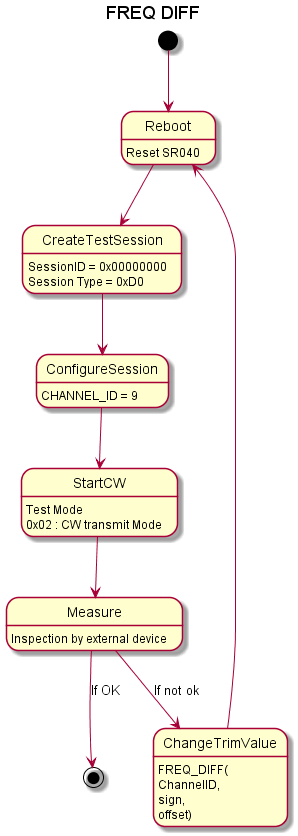 FREQ DIFF
Reboot
Reset SR040
CreateTestSession
SessionID = 0x00000000
Session Type = 0xD0
ConfigureSession
CHANNEL_ID = 9
StartCW
Test Mode
0x02 : CW transmit Mode
Measure
Inspection by external device
If OK
If not ok
ChangeTrimValue
FREQ_DIFF(
ChannelID,
sign,
offset)